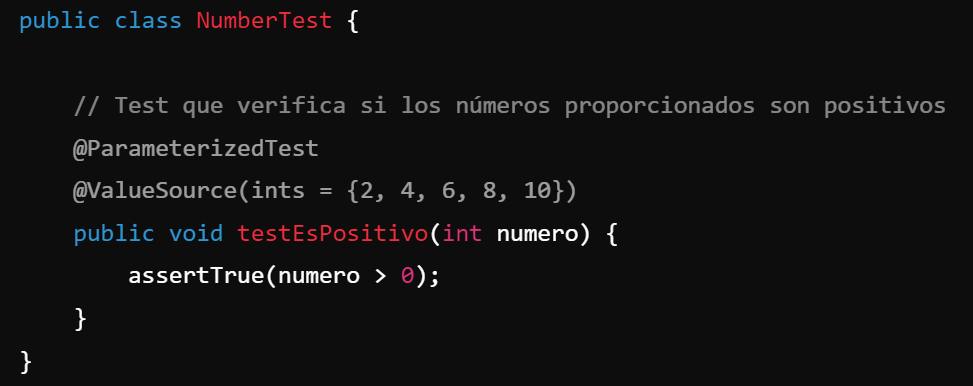 public class NumberTest {
// Test que verifica si los números proporcionados son positivos
@ParameterizedTest
@ValueSource(ints = {2, 4, 6, 8, 10})
public void testEsPositivo(int numero) {
assertTrue(numero > 0);
}
}